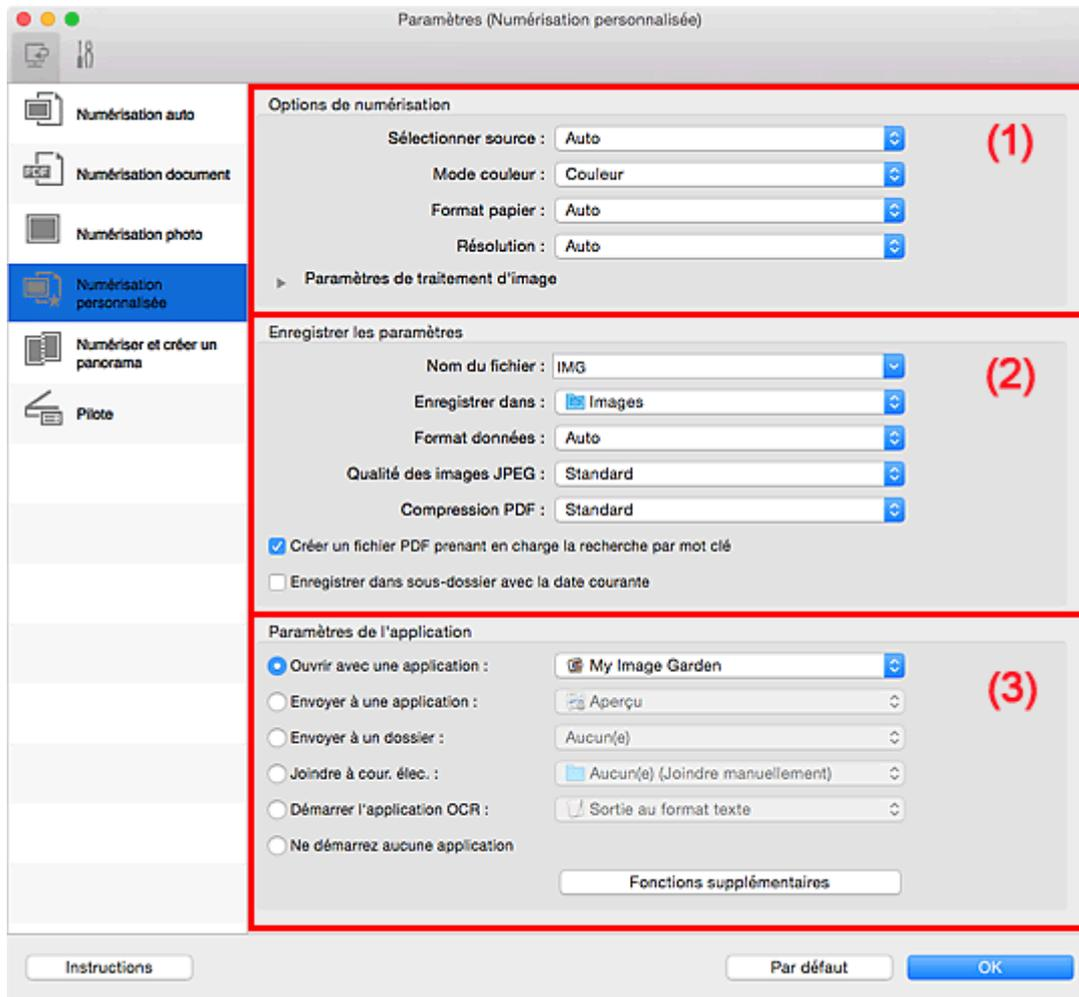 Paramètres (Numérisation personnalisée)
Numérisation auto
PDF
Numérisation document
Numérisation photo
Numérisation
personnalisée
Numériser et créer un
panorama
Pilote
Options de numérisation
(1)
Sélectionner source : Auto
Mode couleur : Couleur
Format papier : Auto
Résolution : Auto
Paramètres de traitement d'image
Enregistrer les paramètres
(2)
Nom du fichier : IMG
Enregistrer dans : Images
Format données : Auto
Qualité des images JPEG : Standard
Compression PDF : Standard
Créer un fichier PDF prenant en charge la recherche par mot clé
Enregistrer dans sous-dossier avec la date courante
Paramètres de l'application
(3)
Ouvrir avec une application : My Image Garden
Envoyer à une application : Aperçu
Envoyer à un dossier : Aucun(e)
Joindre à cour. élec. : Aucun(e) (Joindre manuellement)
Démarrer l'application OCR : Sortie au format texte
Ne démarrez aucune application
Fonctions supplémentaires
Instructions
Par défaut
OK